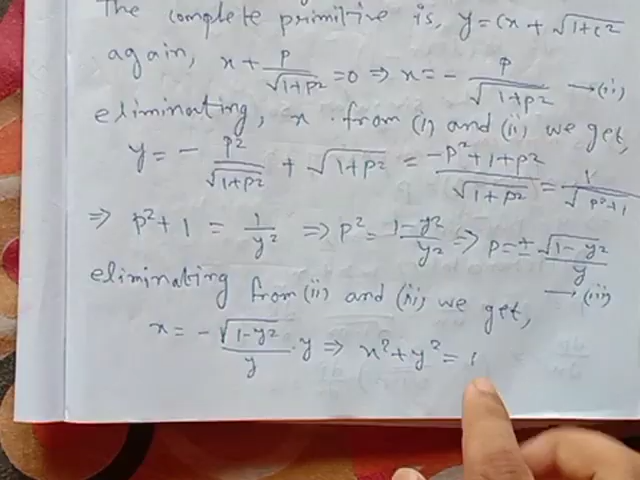 The complete primitive is, y = cx + √1+c²
again, x + p/√1+p² = 0 ⇒ x = - p/√1+p² → (ii)
eliminating, x from (i) and (ii) we get,
y = - p²/√1+p² + √1+p² = -p²+1+p²/√1+p² = 1/√p²+1
⇒ p²+1 = 1/y² ⇒ p² = 1-y²/y² ⇒ p = ± √1-y²/y
eliminating from (ii) and (iii) we get, → (iii)
x = - √1-y²/y · y ⇒ x²+y² = 1